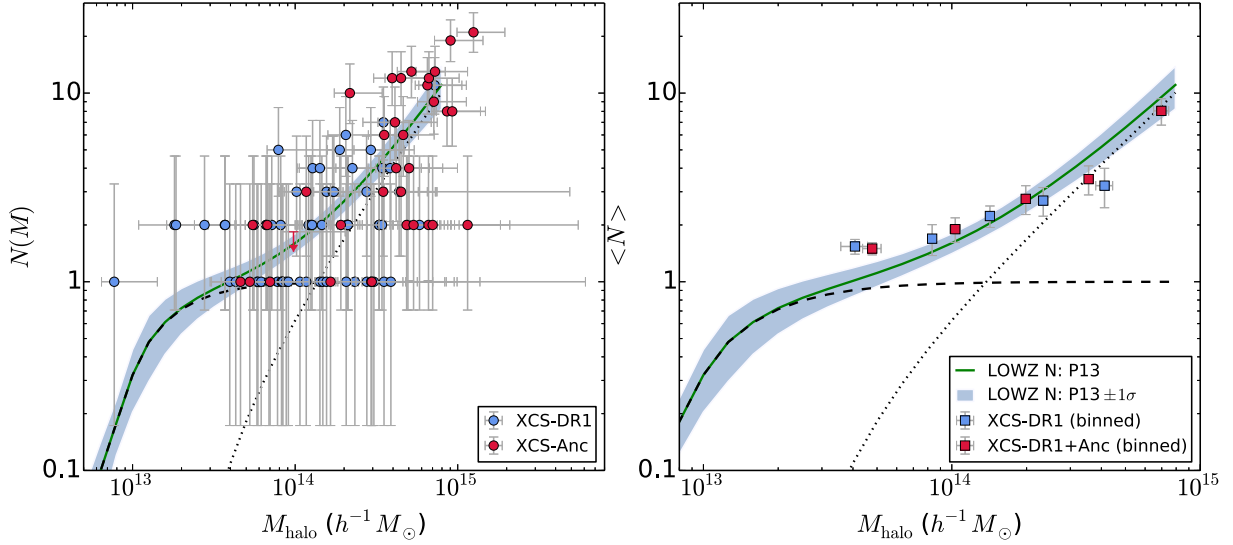 10
1
0.1
N(M)
10^13
10^14
10^15
M_halo (h^−1 M_⊙)
XCS-DR1
XCS-Anc
10
1
0.1
<N>
10^13
10^14
10^15
M_halo (h^−1 M_⊙)
LOWZ N: P13
LOWZ N: P13 ±1σ
XCS-DR1 (binned)
XCS-DR1+Anc (binned)